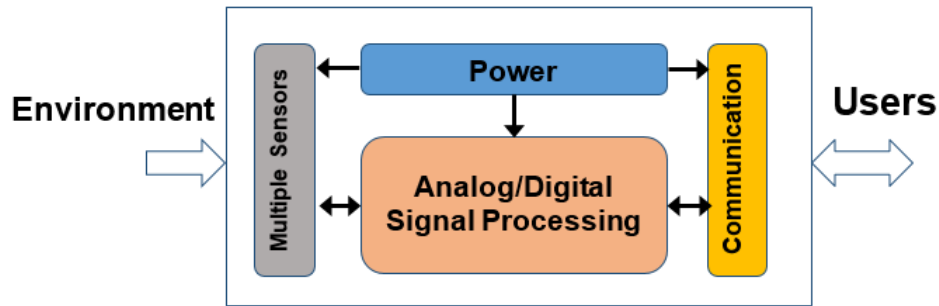 Environment
Multiple Sensors
Power
Analog/Digital
Signal Processing
Communication
Users